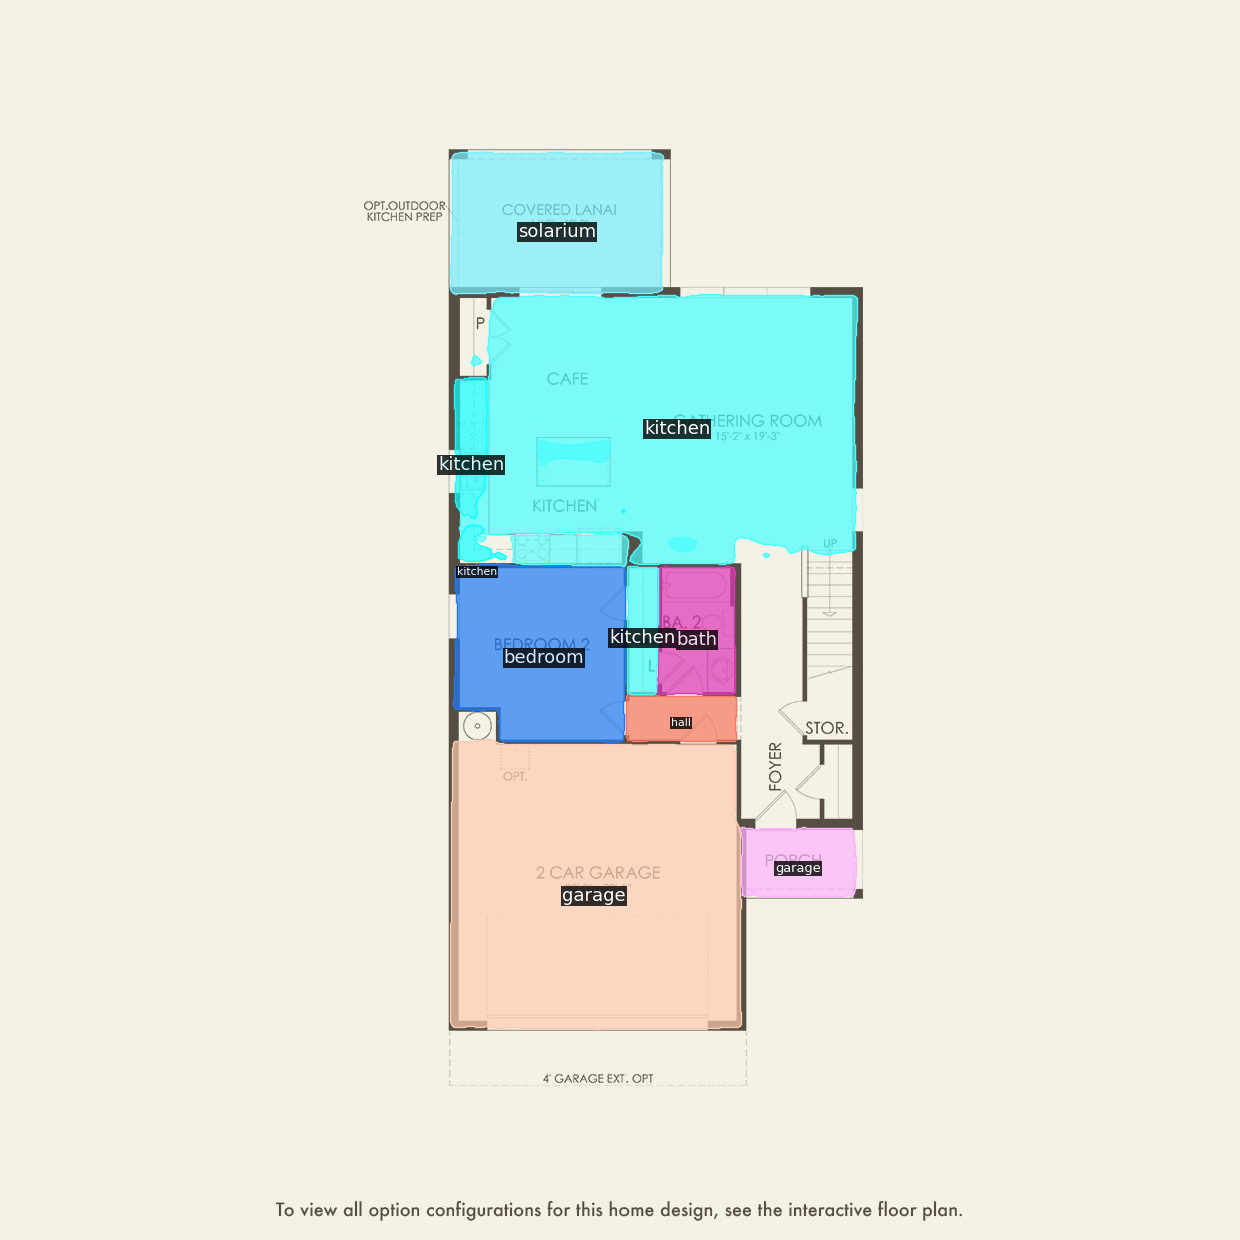 OPT.OUTDOOR
KITCHEN PREP
COVERED LANAI
solarium
P
CAFE
GATHERING ROOM
kitchen
15'-2" x 19'-3"
kitchen
KITCHEN
UP
kitchen
BA. 2
kitchen
bath
BEDROOM 2
bedroom
L
hall
STOR.
FOYER
OPT.
PORCH
garage
2 CAR GARAGE
garage
4' GARAGE EXT. OPT
To view all option configurations for this home design, see the interactive floor plan.